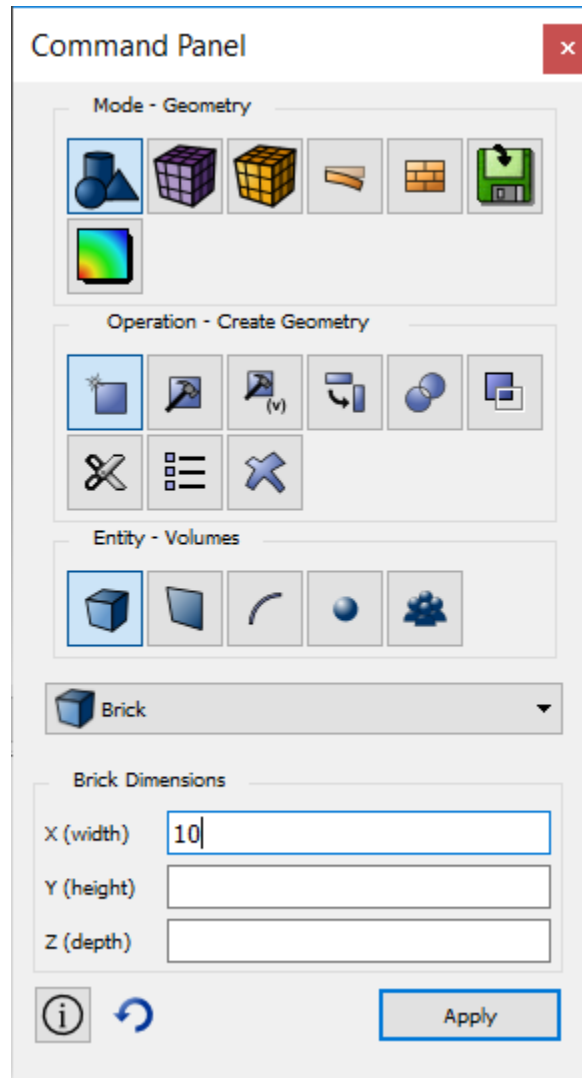 Command Panel
Mode - Geometry
Operation - Create Geometry
(v)
Entity - Volumes
Brick
Brick Dimensions
X (width) 10
Y (height)
Z (depth)
Apply